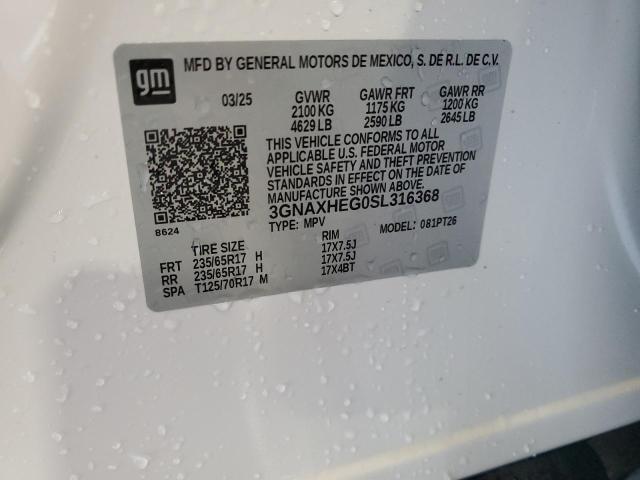 gm MFD BY GENERAL MOTORS DE MEXICO, S. DE R.L. DE C.V.
03/25 GVWR GAWR FRT GAWR RR
2100 KG 1175 KG 1200 KG
4629 LB 2590 LB 2645 LB
THIS VEHICLE CONFORMS TO ALL
APPLICABLE U.S. FEDERAL MOTOR
VEHICLE SAFETY AND THEFT PREVENTION
STANDARDS IN EFFECT ON THE DATE OF
MANUFACTURE SHOWN ABOVE.
3GNAXHEG0SL316368
8624 TYPE: MPV MODEL: 081PT26
TIRE SIZE RIM
FRT 235/65R17 H 17X7.5J
RR 235/65R17 H 17X7.5J
SPA T125/70R17 M 17X4BT